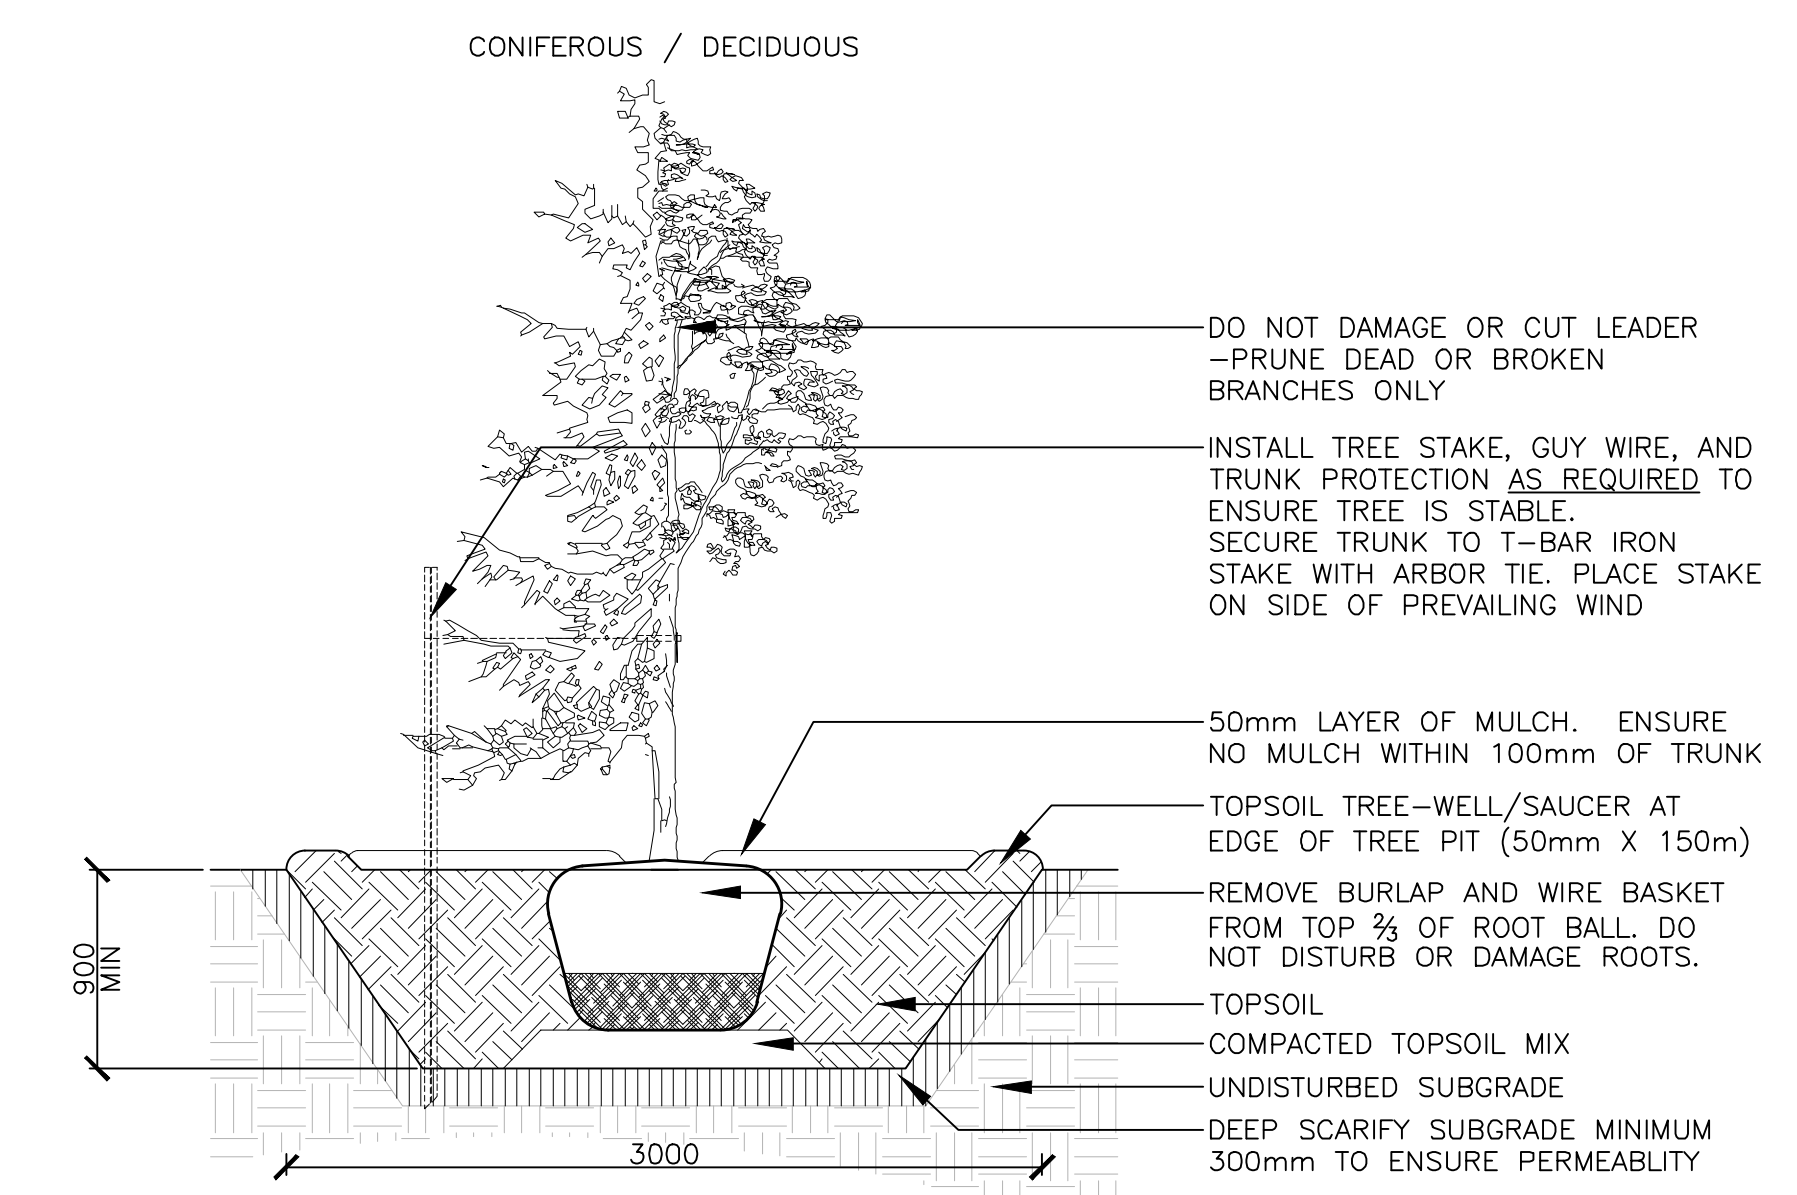 CONIFEROUS / DECIDUOUS
DO NOT DAMAGE OR CUT LEADER
-PRUNE DEAD OR BROKEN
BRANCHES ONLY
INSTALL TREE STAKE, GUY WIRE, AND
TRUNK PROTECTION AS REQUIRED TO
ENSURE TREE IS STABLE.
SECURE TRUNK TO T-BAR IRON
STAKE WITH ARBOR TIE. PLACE STAKE
ON SIDE OF PREVAILING WIND
50mm LAYER OF MULCH. ENSURE
NO MULCH WITHIN 100mm OF TRUNK
TOPSOIL TREE-WELL/SAUCER AT
EDGE OF TREE PIT (50mm X 150m)
REMOVE BURLAP AND WIRE BASKET
FROM TOP ⅔ OF ROOT BALL. DO
NOT DISTURB OR DAMAGE ROOTS.
TOPSOIL
COMPACTED TOPSOIL MIX
UNDISTURBED SUBGRADE
DEEP SCARIFY SUBGRADE MINIMUM
300mm TO ENSURE PERMEABLITY
900
MIN
3000